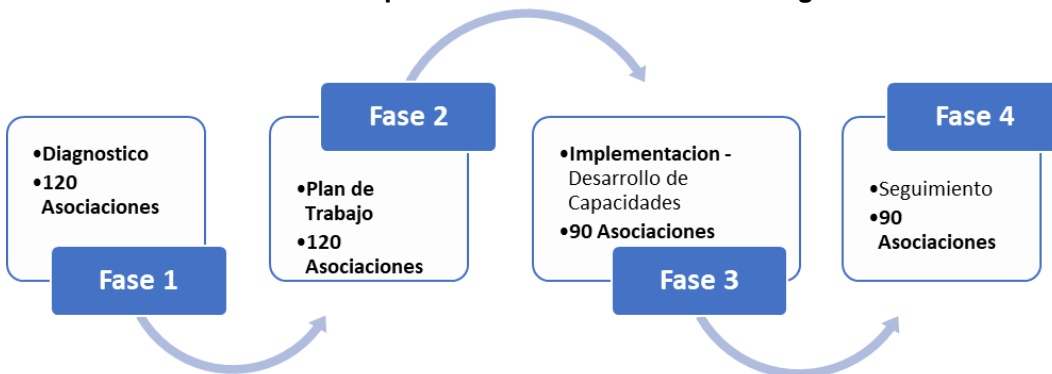 •Diagnostico
•120
Asociaciones
Fase 1
Fase 2
•Plan de
Trabajo
•120
Asociaciones
•Implementacion -
Desarrollo de
Capacidades
•90 Asociaciones
Fase 3
Fase 4
•Seguimiento
•90
Asociaciones